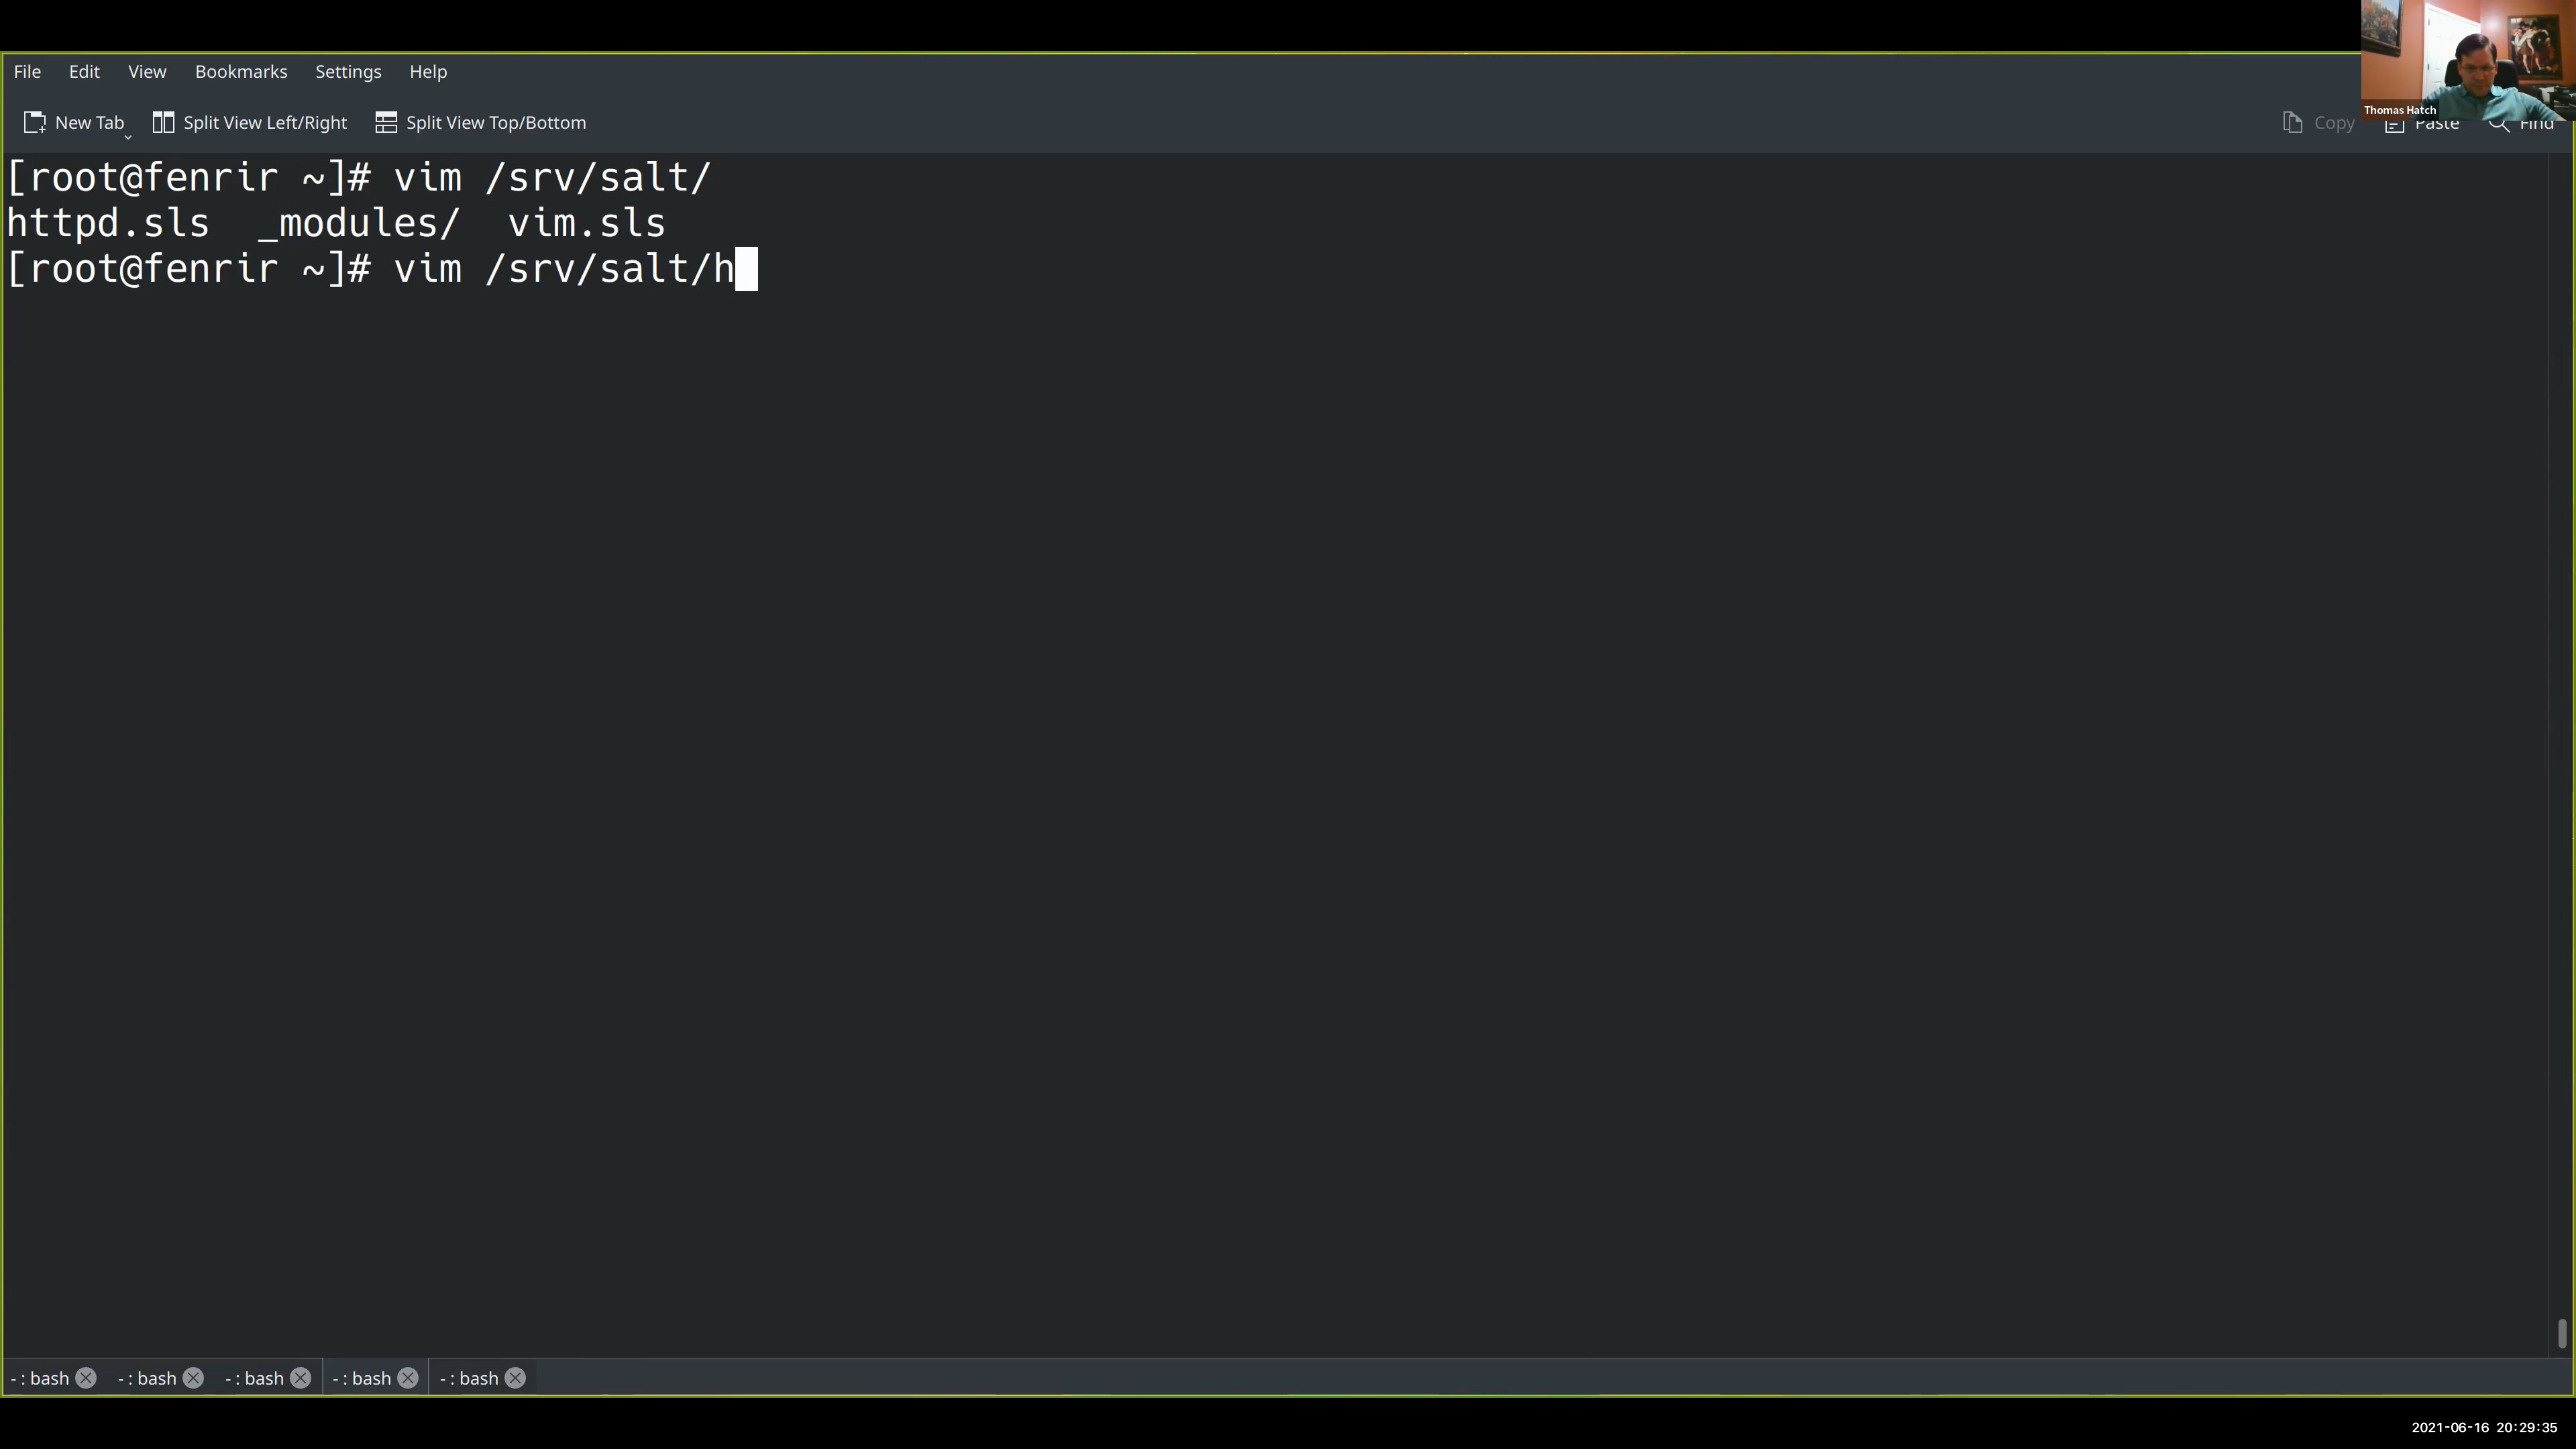 File Edit View Bookmarks Settings Help
Thomas Hatch
New Tab Split View Left/Right Split View Top/Bottom Copy Paste Find
[root@fenrir ~]# vim /srv/salt/
httpd.sls _modules/ vim.sls
[root@fenrir ~]# vim /srv/salt/h
- : bash - : bash - : bash - : bash - : bash
2021-06-16 20:29:35